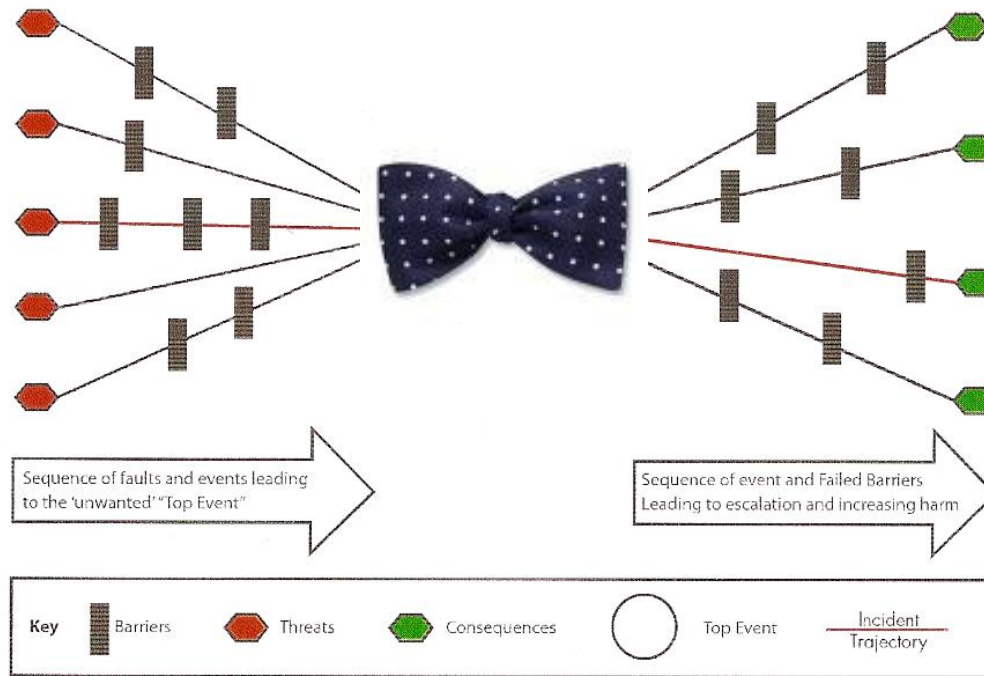 Sequence of faults and events leading
to the 'unwanted' "Top Event"
Sequence of event and Failed Barriers
Leading to escalation and increasing harm
Key
Barriers
Threats
Consequences
Top Event
Incident
Trajectory